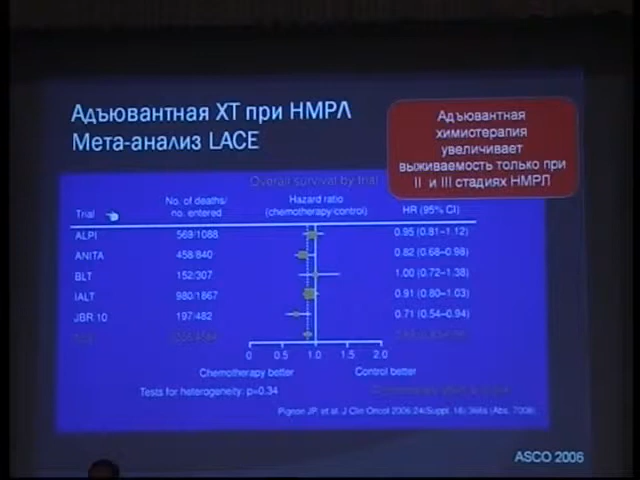 Адъювантная ХТ при НМРЛ
Мета-анализ LACE
Адъювантная
химиотерапия
увеличивает
выживаемость только при
II и III стадиях НМРЛ
Overall survival by trial
Trial
No. of deaths/
no. entered
Hazard ratio
(chemotherapy/control)
HR (95% CI)
ALPI 569/1088 0.95 (0.81–1.12)
ANITA 458/840 0.82 (0.68–0.98)
BLT 152/307 1.00 (0.72–1.38)
IALT 980/1867 0.91 (0.80–1.03)
JBR 10 197/482 0.71 (0.54–0.94)
0 0.5 1.0 1.5 2.0
Chemotherapy better Control better
Tests for heterogeneity: p=0.34
Pignon JP, et al. J Clin Oncol 2006;24(Suppl. 18) 366s (Abs. 7008)
ASCO 2006